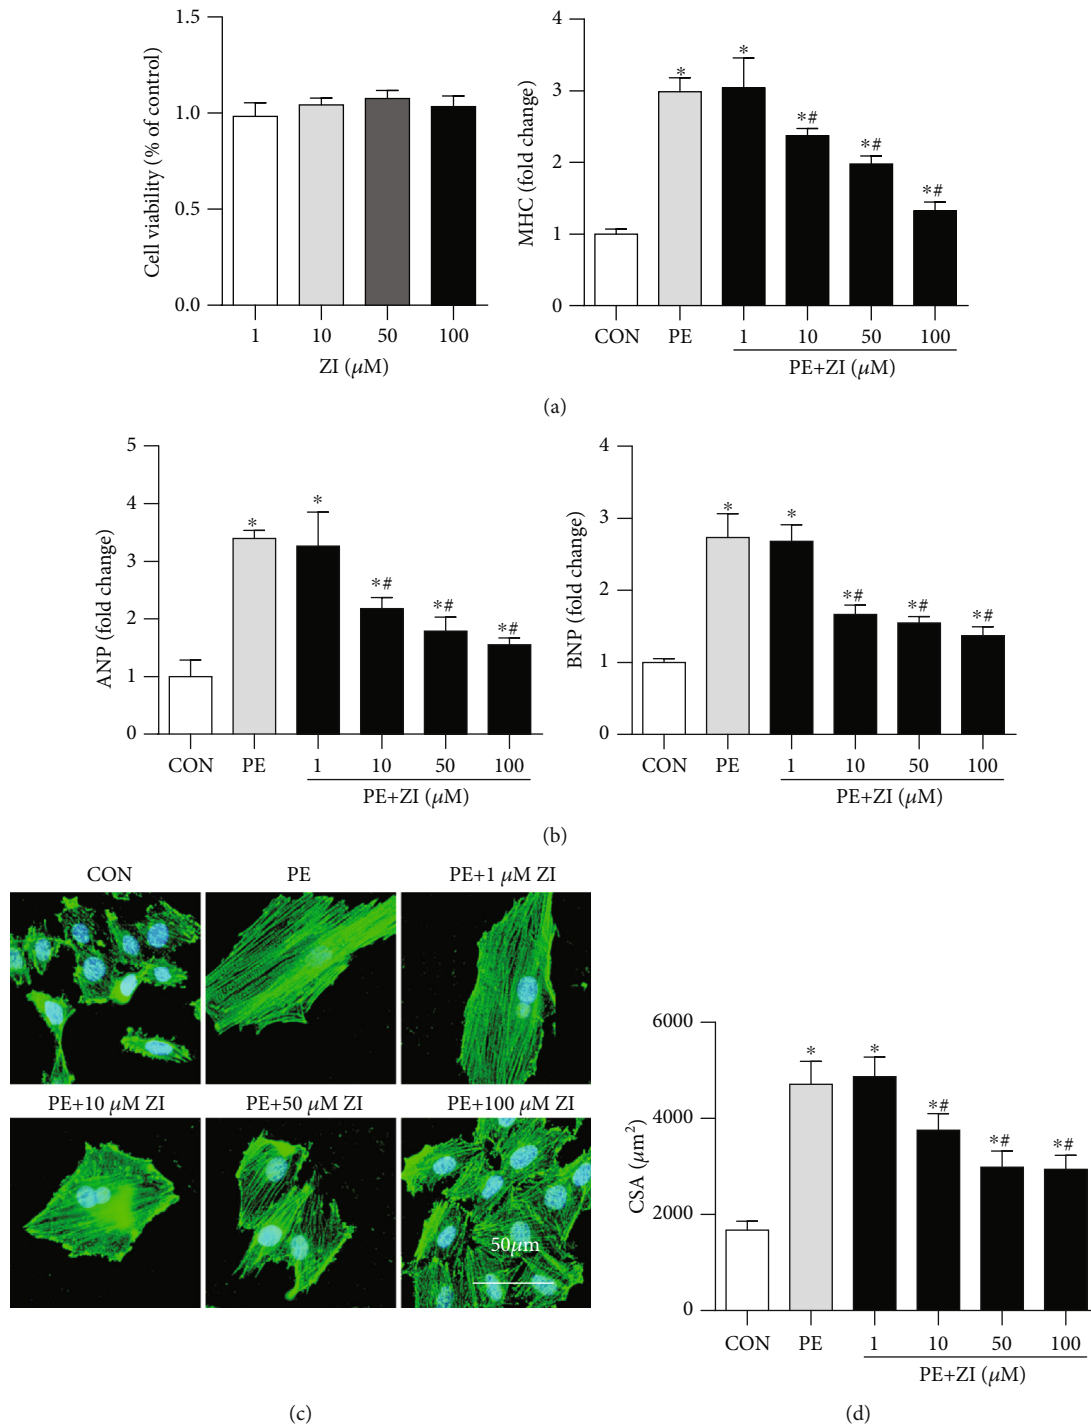 Cell viability (% of control)
1.5
1.0
0.5
0.0
1 10 50 100
ZI (μM)
MHC (fold change)
4
3
2
1
0
* * *# *# *#
CON PE 1 10 50 100
PE+ZI (μM)
(a)
ANP (fold change)
5
4
3
2
1
0
* * *# *# *#
CON PE 1 10 50 100
PE+ZI (μM)
BNP (fold change)
4
3
2
1
0
* * *# *# *#
CON PE 1 10 50 100
PE+ZI (μM)
(b)
CON PE PE+1 μM ZI
PE+10 μM ZI PE+50 μM ZI PE+100 μM ZI
50μm
(c)
CSA (μm²)
6000
4000
2000
0
* * *# *# *#
CON PE 1 10 50 100
PE+ZI (μM)
(d)